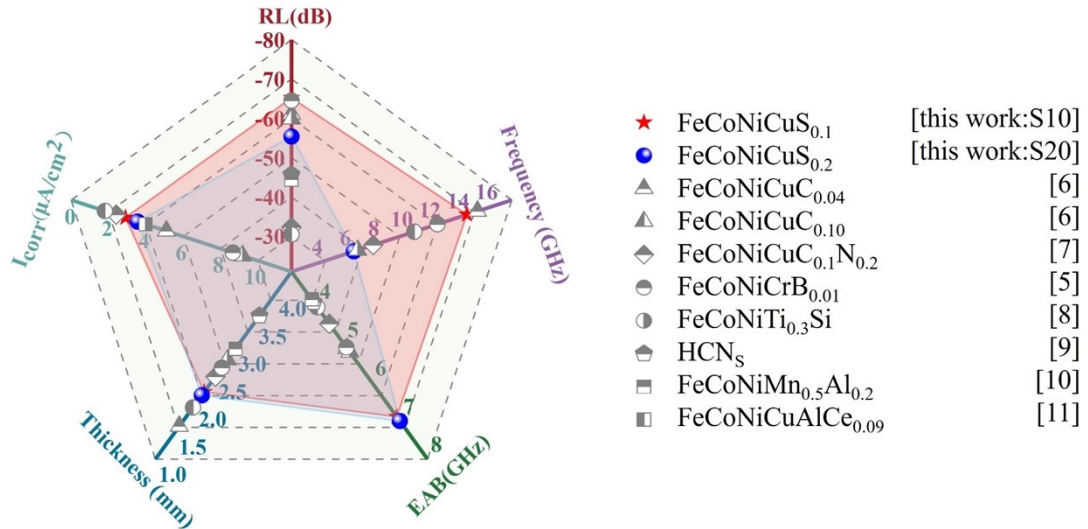 RL(dB)
-80
-70
-60
-50
-40
-30
Frequency (GHz)
4
6
8
10
12
14
16
EAB(GHz)
4
5
6
7
8
Thickness (mm)
4.0
3.5
3.0
2.5
2.0
1.5
1.0
Icorr(μA/cm²)
0
2
4
6
8
10
FeCoNiCuS0.1 [this work:S10]
FeCoNiCuS0.2 [this work:S20]
FeCoNiCuC0.04 [6]
FeCoNiCuC0.10 [6]
FeCoNiCuC0.1N0.2 [7]
FeCoNiCrB0.01 [5]
FeCoNiTi0.3Si [8]
HCNS [9]
FeCoNiMn0.5Al0.2 [10]
FeCoNiCuAlCe0.09 [11]